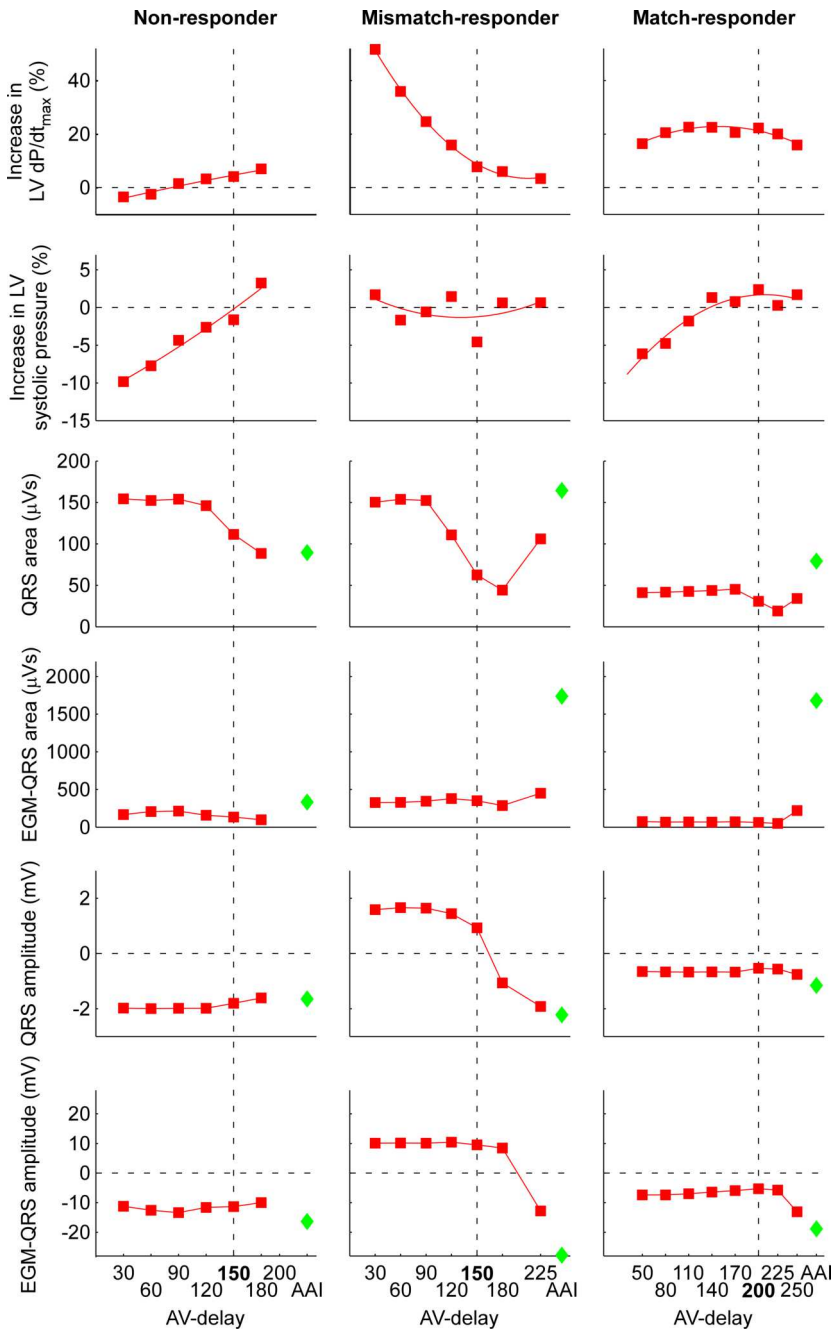 Non-responder
Mismatch-responder
Match-responder
Increase in
LV dP/dtmax (%)
40
20
0
Increase in LV
systolic pressure (%)
5
0
-5
-10
-15
QRS area (µVs)
200
150
100
50
0
EGM-QRS area (µVs)
2000
1500
1000
500
0
QRS amplitude (mV)
2
0
-2
EGM-QRS amplitude (mV)
20
10
0
-10
-20
30 90 150 200
60 120 180 AAI
AV-delay
30 90 150 225
60 120 180 AAI
AV-delay
50 110 170 225 AAI
80 140 200 250
AV-delay